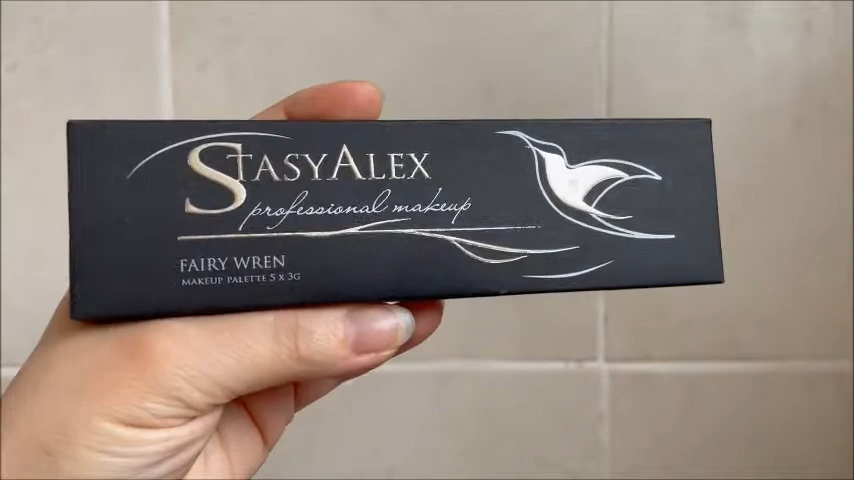 STASYALEX
professional makeup
FAIRY WREN
MAKEUP PALETTE 5 X 3G